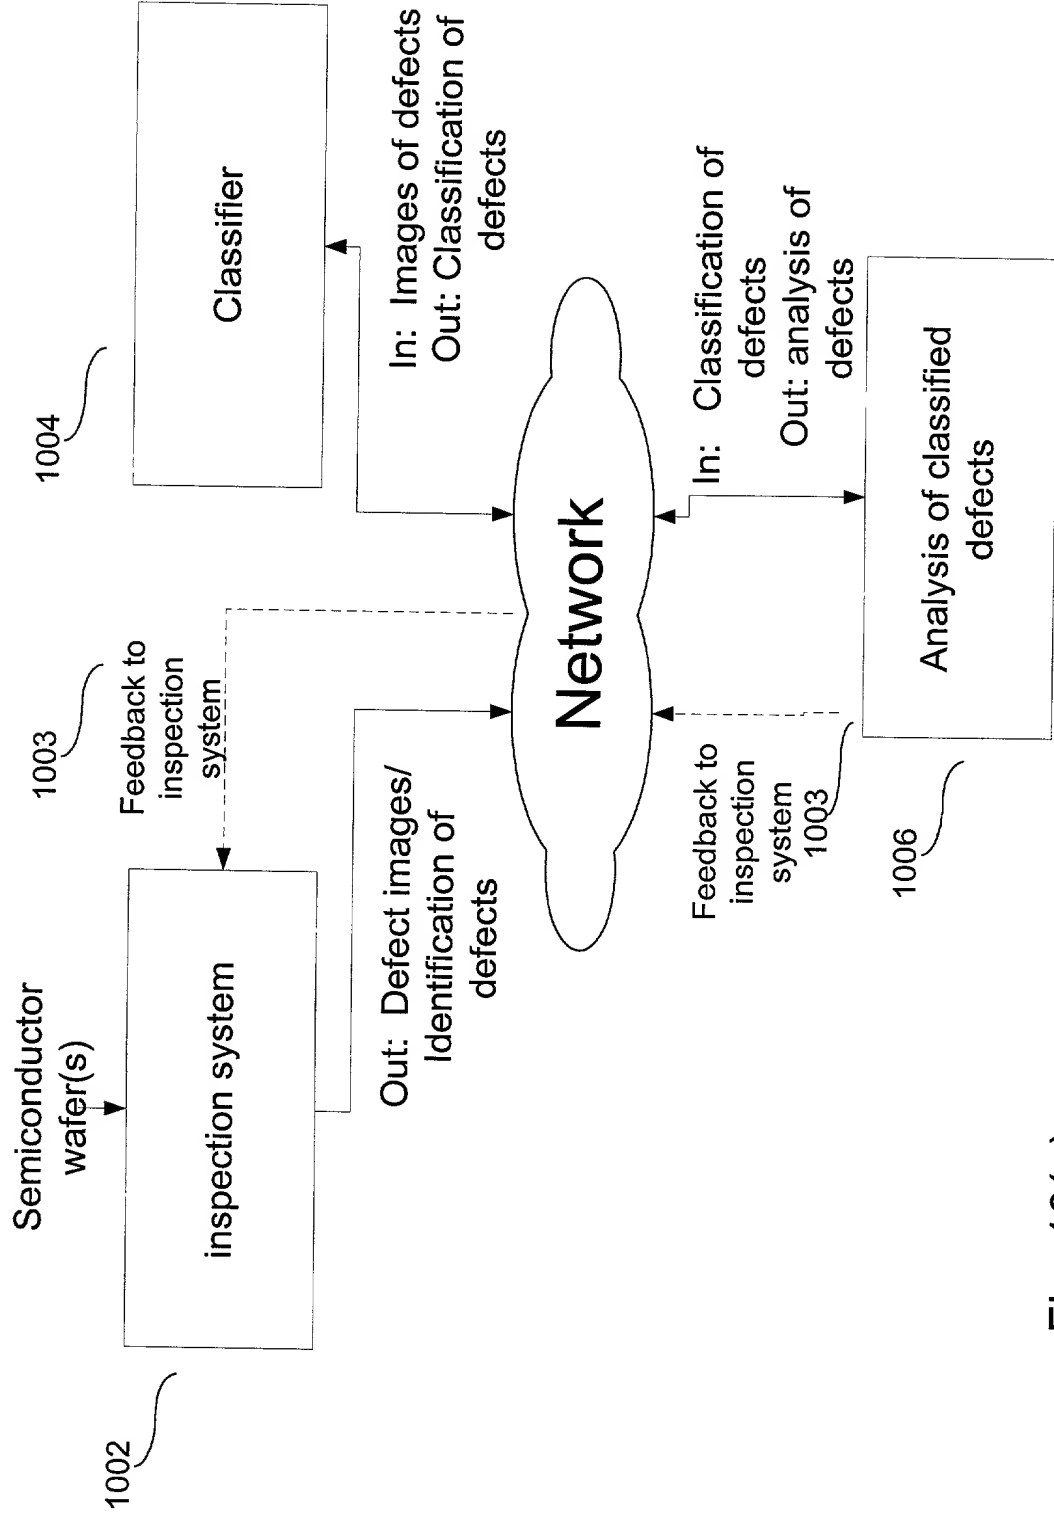 Semiconductor
wafer(s)
1002
inspection system
1003
Feedback to
inspection
system
1004
Classifier
Out: Defect images/
Identification of
defects
In: Images of defects
Out: Classification of
defects
Network
Feedback to
inspection
system
1003
In: Classification of
defects
Out: analysis of
defects
1006
Analysis of classified
defects